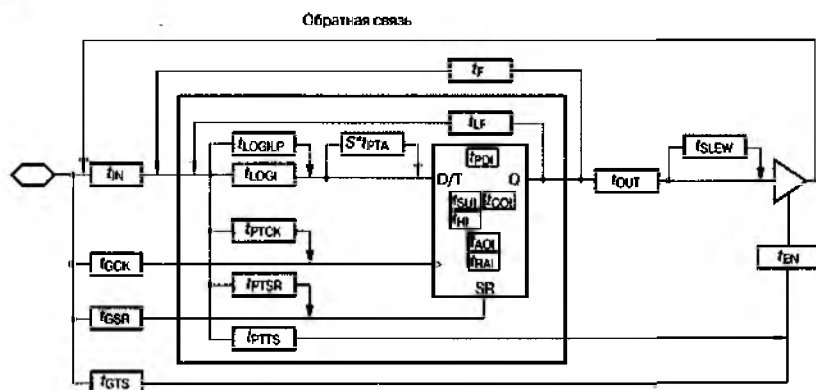 Обратная связь
tF
tLF
tLOGILP
S*tPTA
tPDI
tSLEW
tIN
tLOGI
D/T
Q
tOUT
tSUI
tCOI
tHI
tPTCK
tAOI
tEN
tGCK
tRAI
tPTSR
SR
tGSR
tPTTS
tGTS